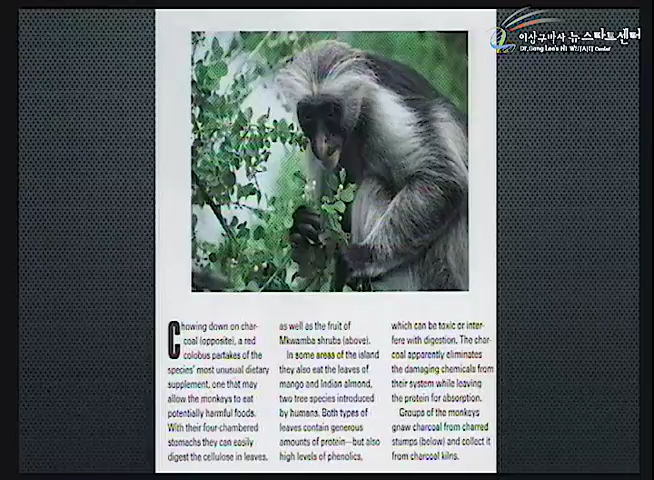 이상구박사 뉴스타트센터
Chowing down on char-
coal (opposite), a red
colobus partakes of the
species' most unusual dietary
supplement, one that may
allow the monkeys to eat
potentially harmful foods.
With their four-chambered
stomachs they can easily
digest the cellulose in leaves,
as well as the fruit of
Mkwamba shrubs (above).
In some areas of the island
they also eat the leaves of
mango and Indian almond,
two tree species introduced
by humans. Both types of
leaves contain generous
amounts of protein—but also
high levels of phenolics,
which can be toxic or inter-
fere with digestion. The char-
coal apparently eliminates
the damaging chemicals from
their system while leaving
the protein for absorption.
Groups of the monkeys
gnaw charcoal from charred
stumps (below) and collect it
from charcoal kilns.